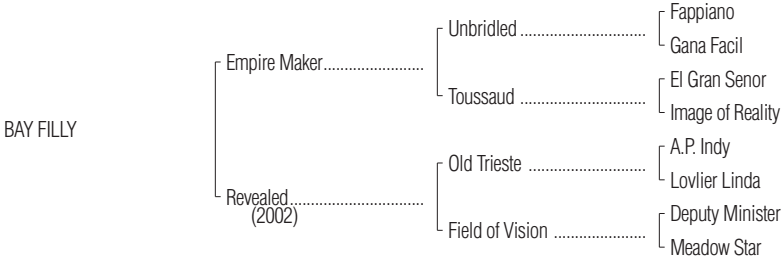 BAY FILLY
Empire Maker.......................
Unbridled ............................
Fappiano
Gana Facil
Toussaud ............................
El Gran Senor
Image of Reality
Revealed..............................
(2002)
Old Trieste ..........................
A.P. Indy
Lovlier Linda
Field of Vision .....................
Deputy Minister
Meadow Star